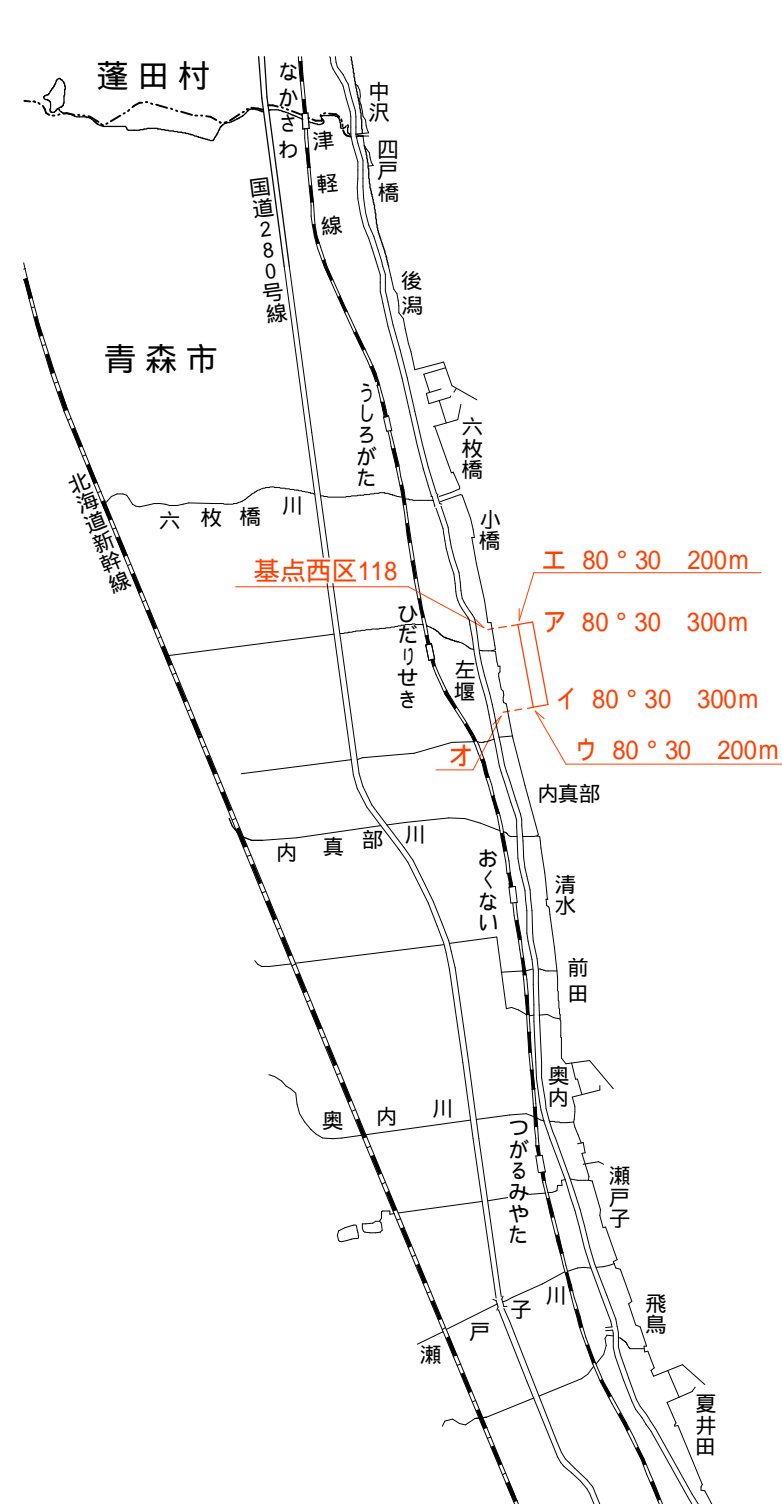 蓬田村
なかさわ
中沢
津軽線
四戸橋
国道280号線
後潟
青森市
うしろがた
六枚橋
北海道新幹線
六枚橋川
小橋
基点西区118
エ 80°30 200m
ア 80°30 300m
ひだりせき
左堰
イ 80°30 300m
オ
ウ 80°30 200m
内真部
内真部川
おくない
清水
前田
奥内
奥内川
つがるみやた
瀬戸子
飛鳥
瀬戸子川
夏井田